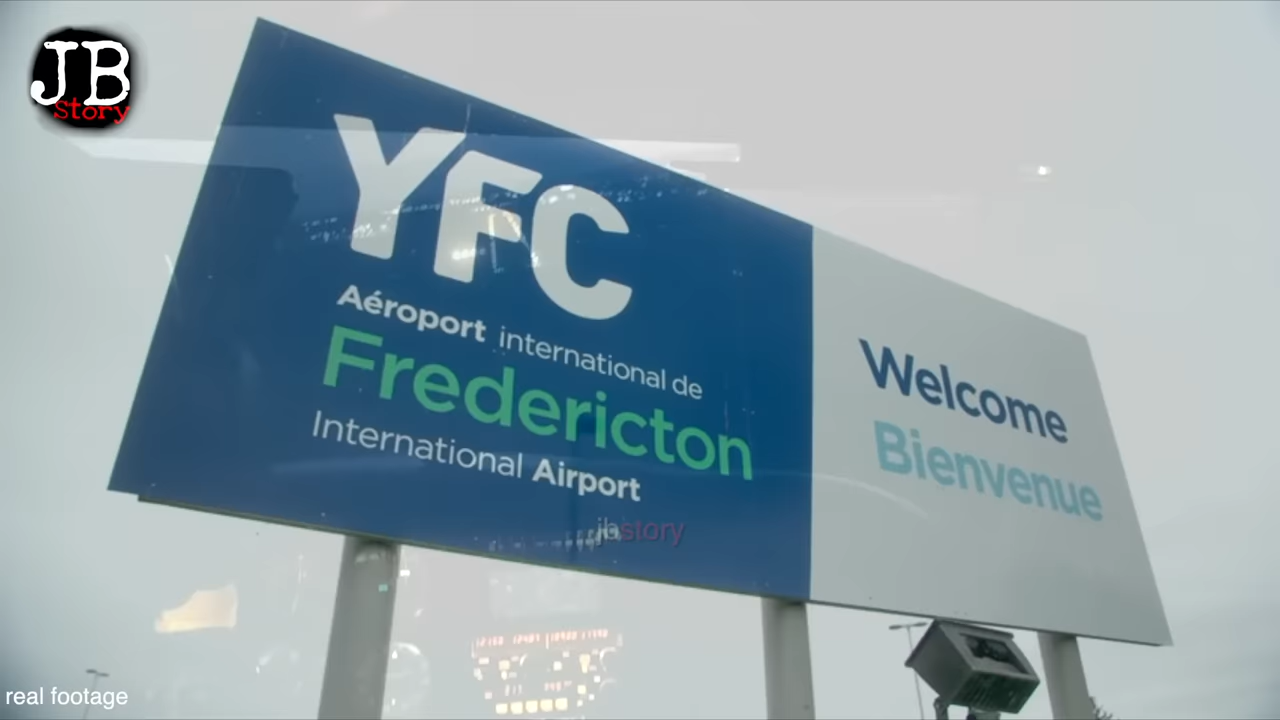 JB
Story
YFC
Aéroport international de
Fredericton
International Airport
Welcome
Bienvenue
jbstory
real footage